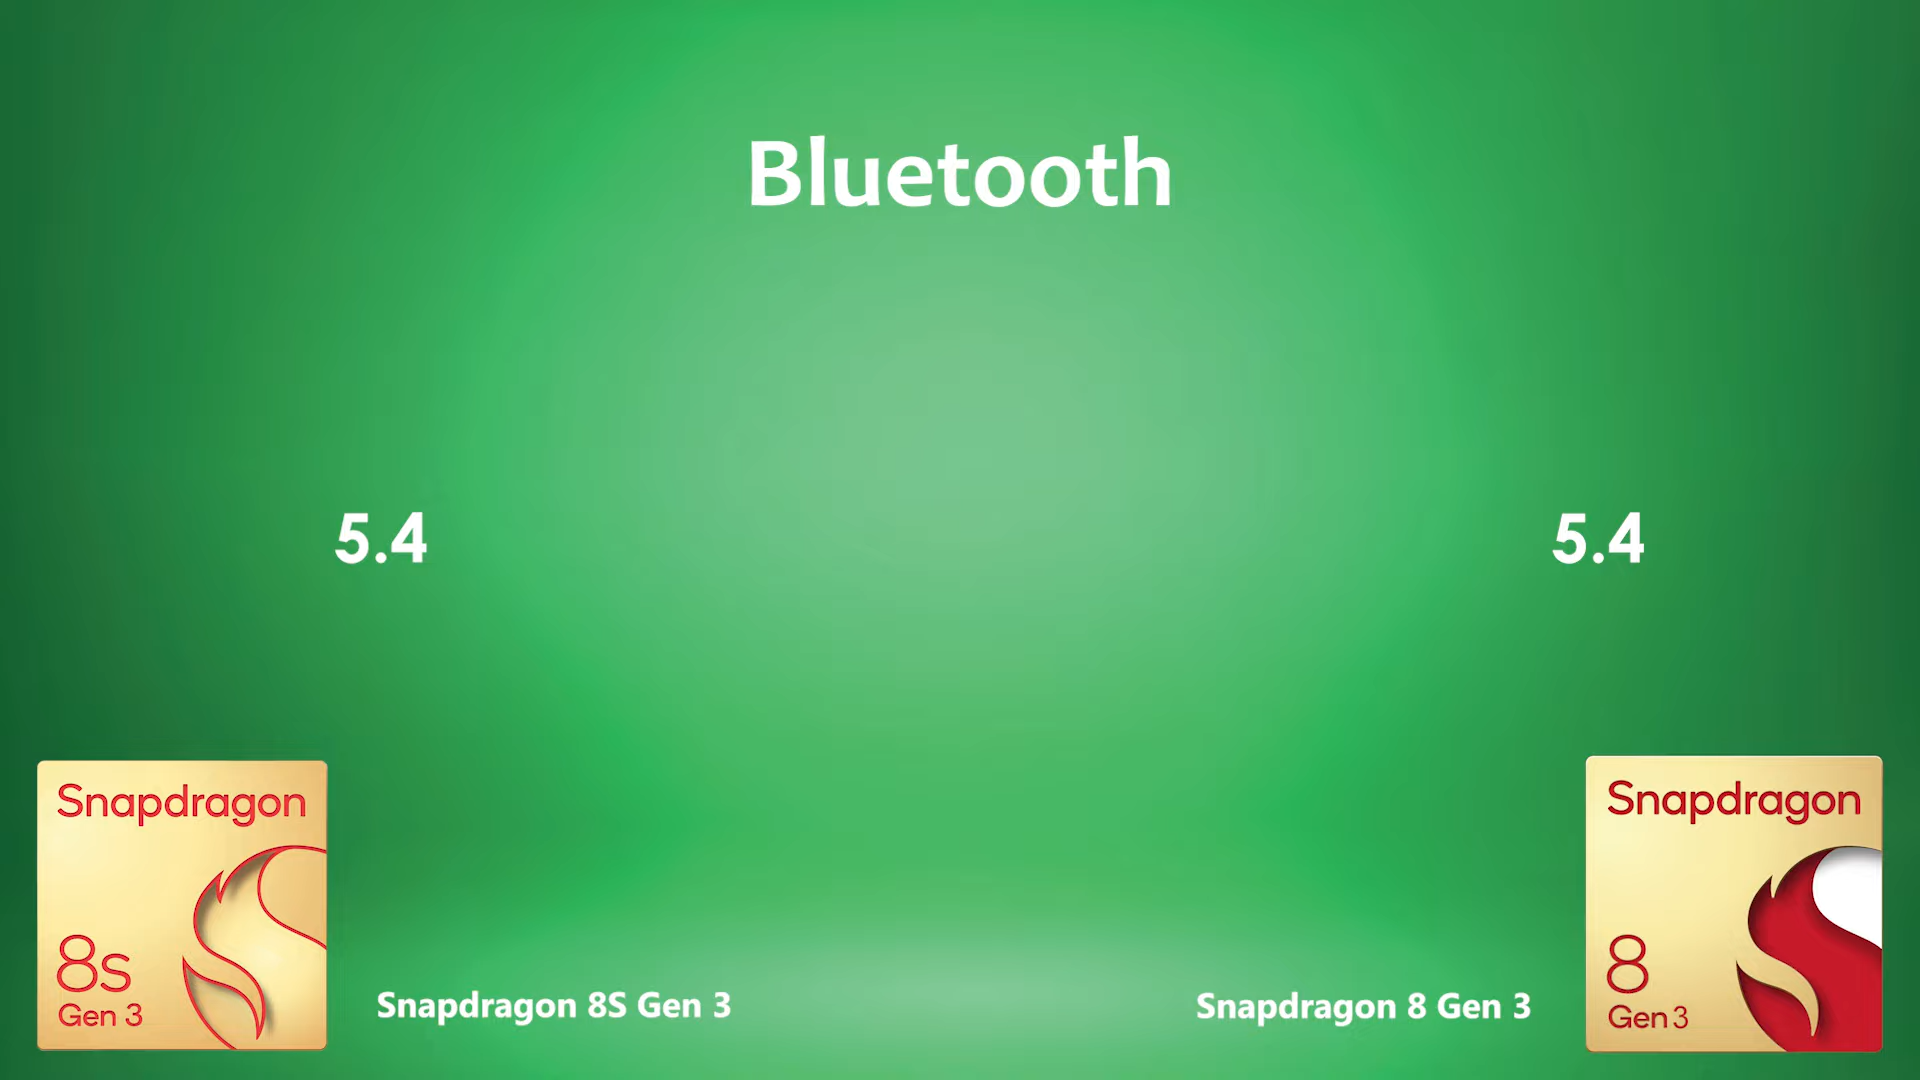 Bluetooth
5.4
5.4
Snapdragon
8s
Gen 3
Snapdragon 8S Gen 3
Snapdragon 8 Gen 3
Snapdragon
8
Gen 3